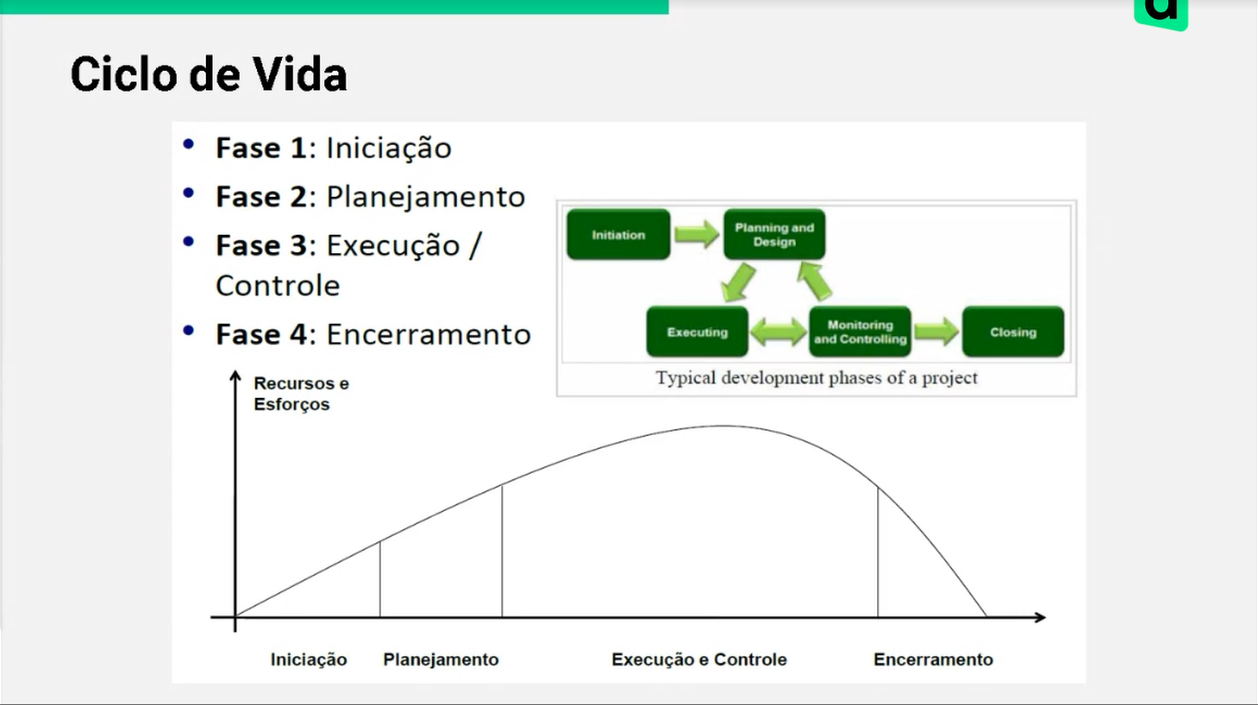 Ciclo de Vida
• Fase 1: Iniciação
• Fase 2: Planejamento
• Fase 3: Execução /
Controle
• Fase 4: Encerramento
Initiation
Planning and
Design
Executing
Monitoring
and Controlling
Closing
Typical development phases of a project
Recursos e
Esforços
Iniciação
Planejamento
Execução e Controle
Encerramento